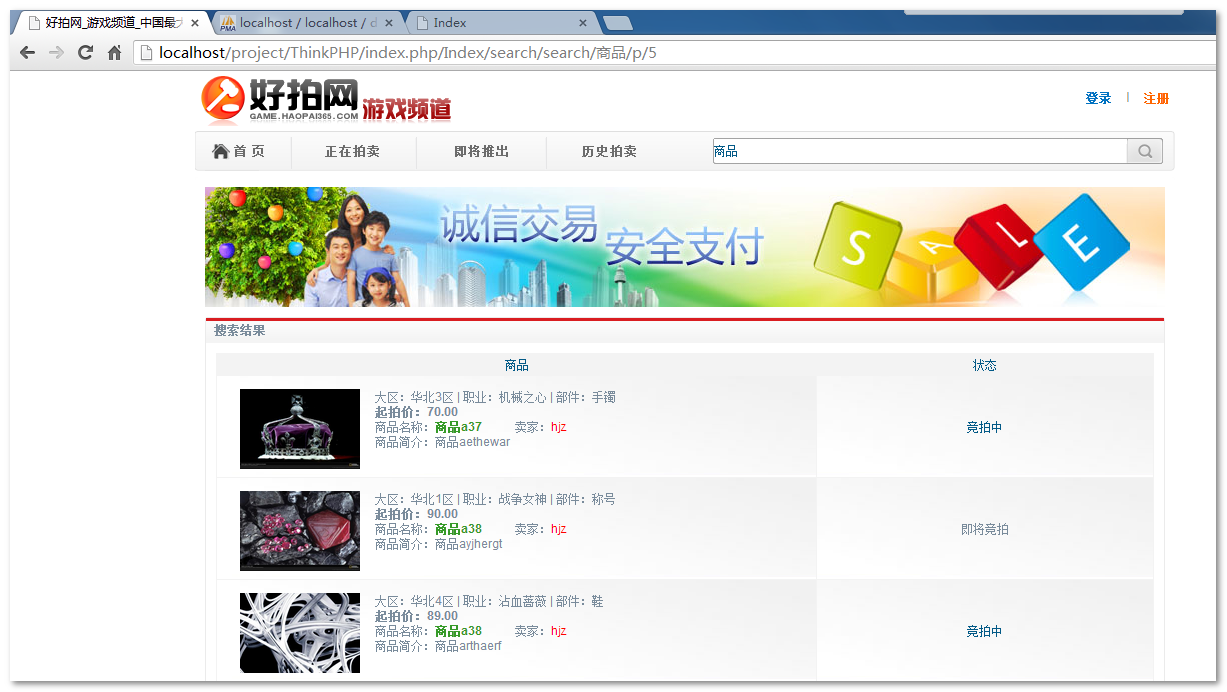 好拍网_游戏频道_中国最大
localhost / localhost / d
Index
localhost/project/ThinkPHP/index.php/Index/search/search/商品/p/5
好拍网 游戏频道
GAME.HAOPAI365.COM
登录 | 注册
首 页 正在拍卖 即将推出 历史拍卖 商品
诚信交易
安全支付
SALE
搜索结果
商品 状态
大区：华北3区 | 职业：机械之心 | 部件：手镯
起拍价：70.00
商品名称：商品a37 卖家：hjz 竟拍中
商品简介：商品aethewar
大区：华北1区 | 职业：战争女神 | 部件：称号
起拍价：90.00
商品名称：商品a38 卖家：hjz 即将竟拍
商品简介：商品ayjhergt
大区：华北4区 | 职业：沾血蔷薇 | 部件：鞋
起拍价：89.00
商品名称：商品a38 卖家：hjz 竟拍中
商品简介：商品arthaerf